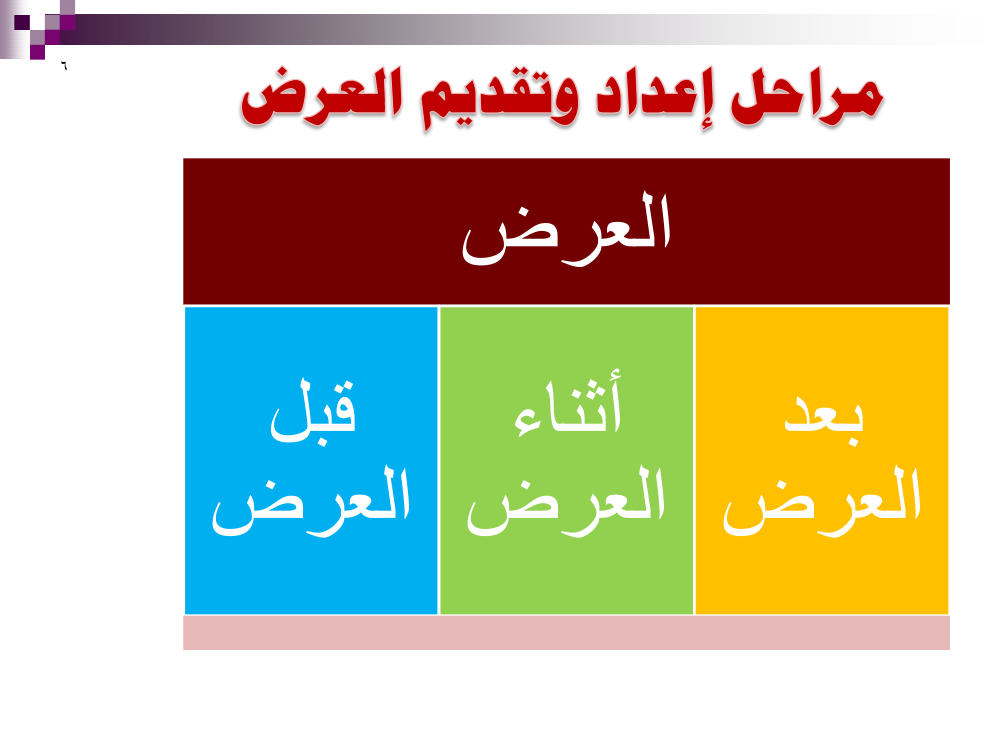 ٦
مراحل إعداد وتقديم العرض
العرض
قبل
العرض
أثناء
العرض
بعد
العرض